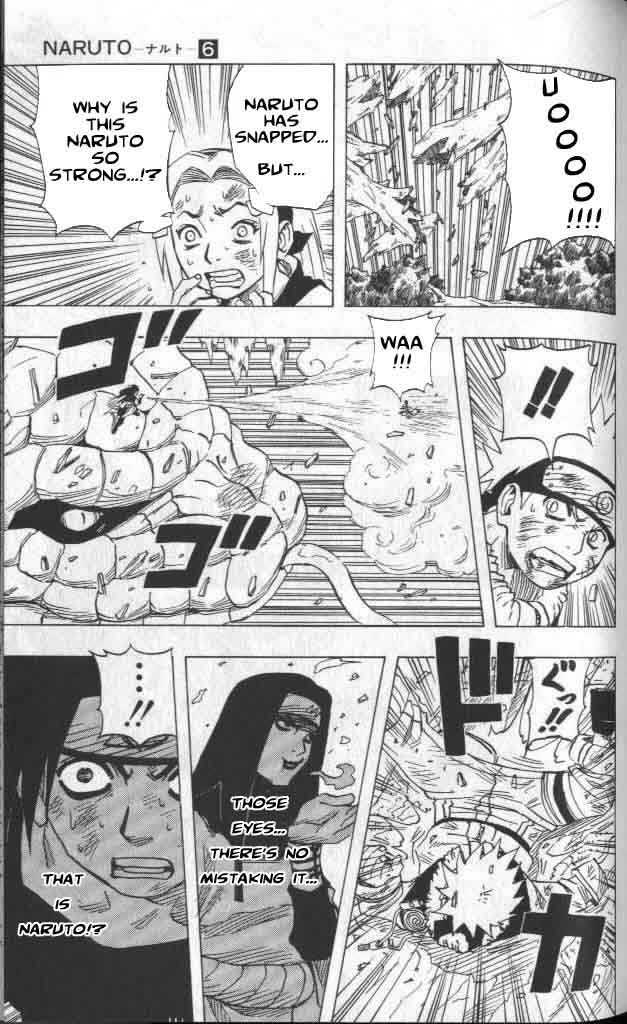 NARUTO —ナルト— 6
U
O
O
O
O
!!!!
NARUTO
HAS
SNAPPED...
BUT...
WHY IS
THIS
NARUTO
SO
STRONG...!?
!!
WAA
!!!
ゴゴゴ
ぐっ!!
ドカ
THOSE
EYES...
THERE'S NO
MISTAKING IT...
...!!
THAT
IS
NARUTO!?